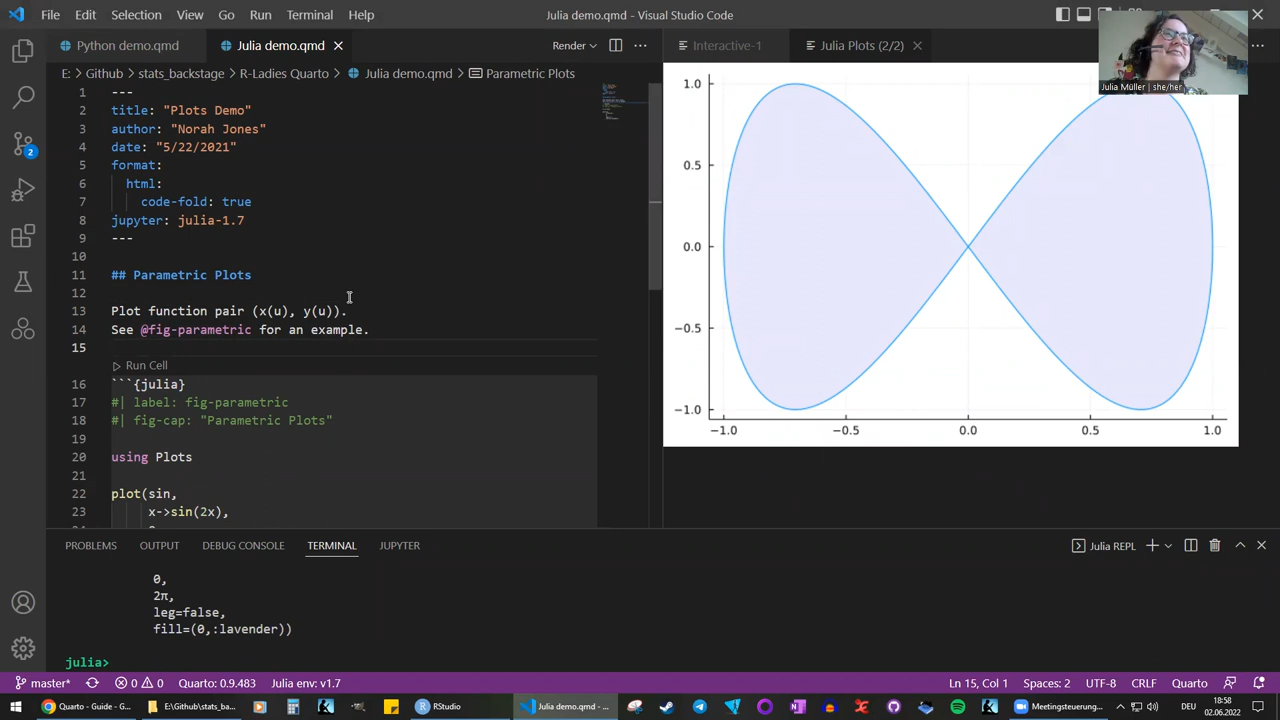 File Edit Selection View Go Run Terminal Help Julia demo.qmd - Visual Studio Code
Python demo.qmd Julia demo.qmd Render Interactive-1 Julia Plots (2/2)
E: > Github > stats_backstage > R-Ladies Quarto > Julia demo.qmd > Parametric Plots
1 ---
2 title: "Plots Demo"
3 author: "Norah Jones"
4 date: "5/22/2021"
5 format:
6 html:
7 code-fold: true
8 jupyter: julia-1.7
9 ---
10
11 ## Parametric Plots
12
13 Plot function pair (x(u), y(u)).
14 See @fig-parametric for an example.
15
Run Cell
16 ```{julia}
17 #| label: fig-parametric
18 #| fig-cap: "Parametric Plots"
19
20 using Plots
21
22 plot(sin,
23 x->sin(2x),
Julia Müller | she/her
1.0
0.5
0.0
−0.5
−1.0
−1.0 −0.5 0.0 0.5 1.0
PROBLEMS OUTPUT DEBUG CONSOLE TERMINAL JUPYTER Julia REPL
0,
2π,
leg=false,
fill=(0,:lavender))
julia>
2
master* 0 0 Quarto: 0.9.483 Julia env: v1.7 Ln 15, Col 1 Spaces: 2 UTF-8 CRLF Quarto
Quarto - Guide - G... E:\Github\stats_ba... RStudio Julia demo.qmd - ... Meetingsteuerung... DEU 18:58
02.06.2022